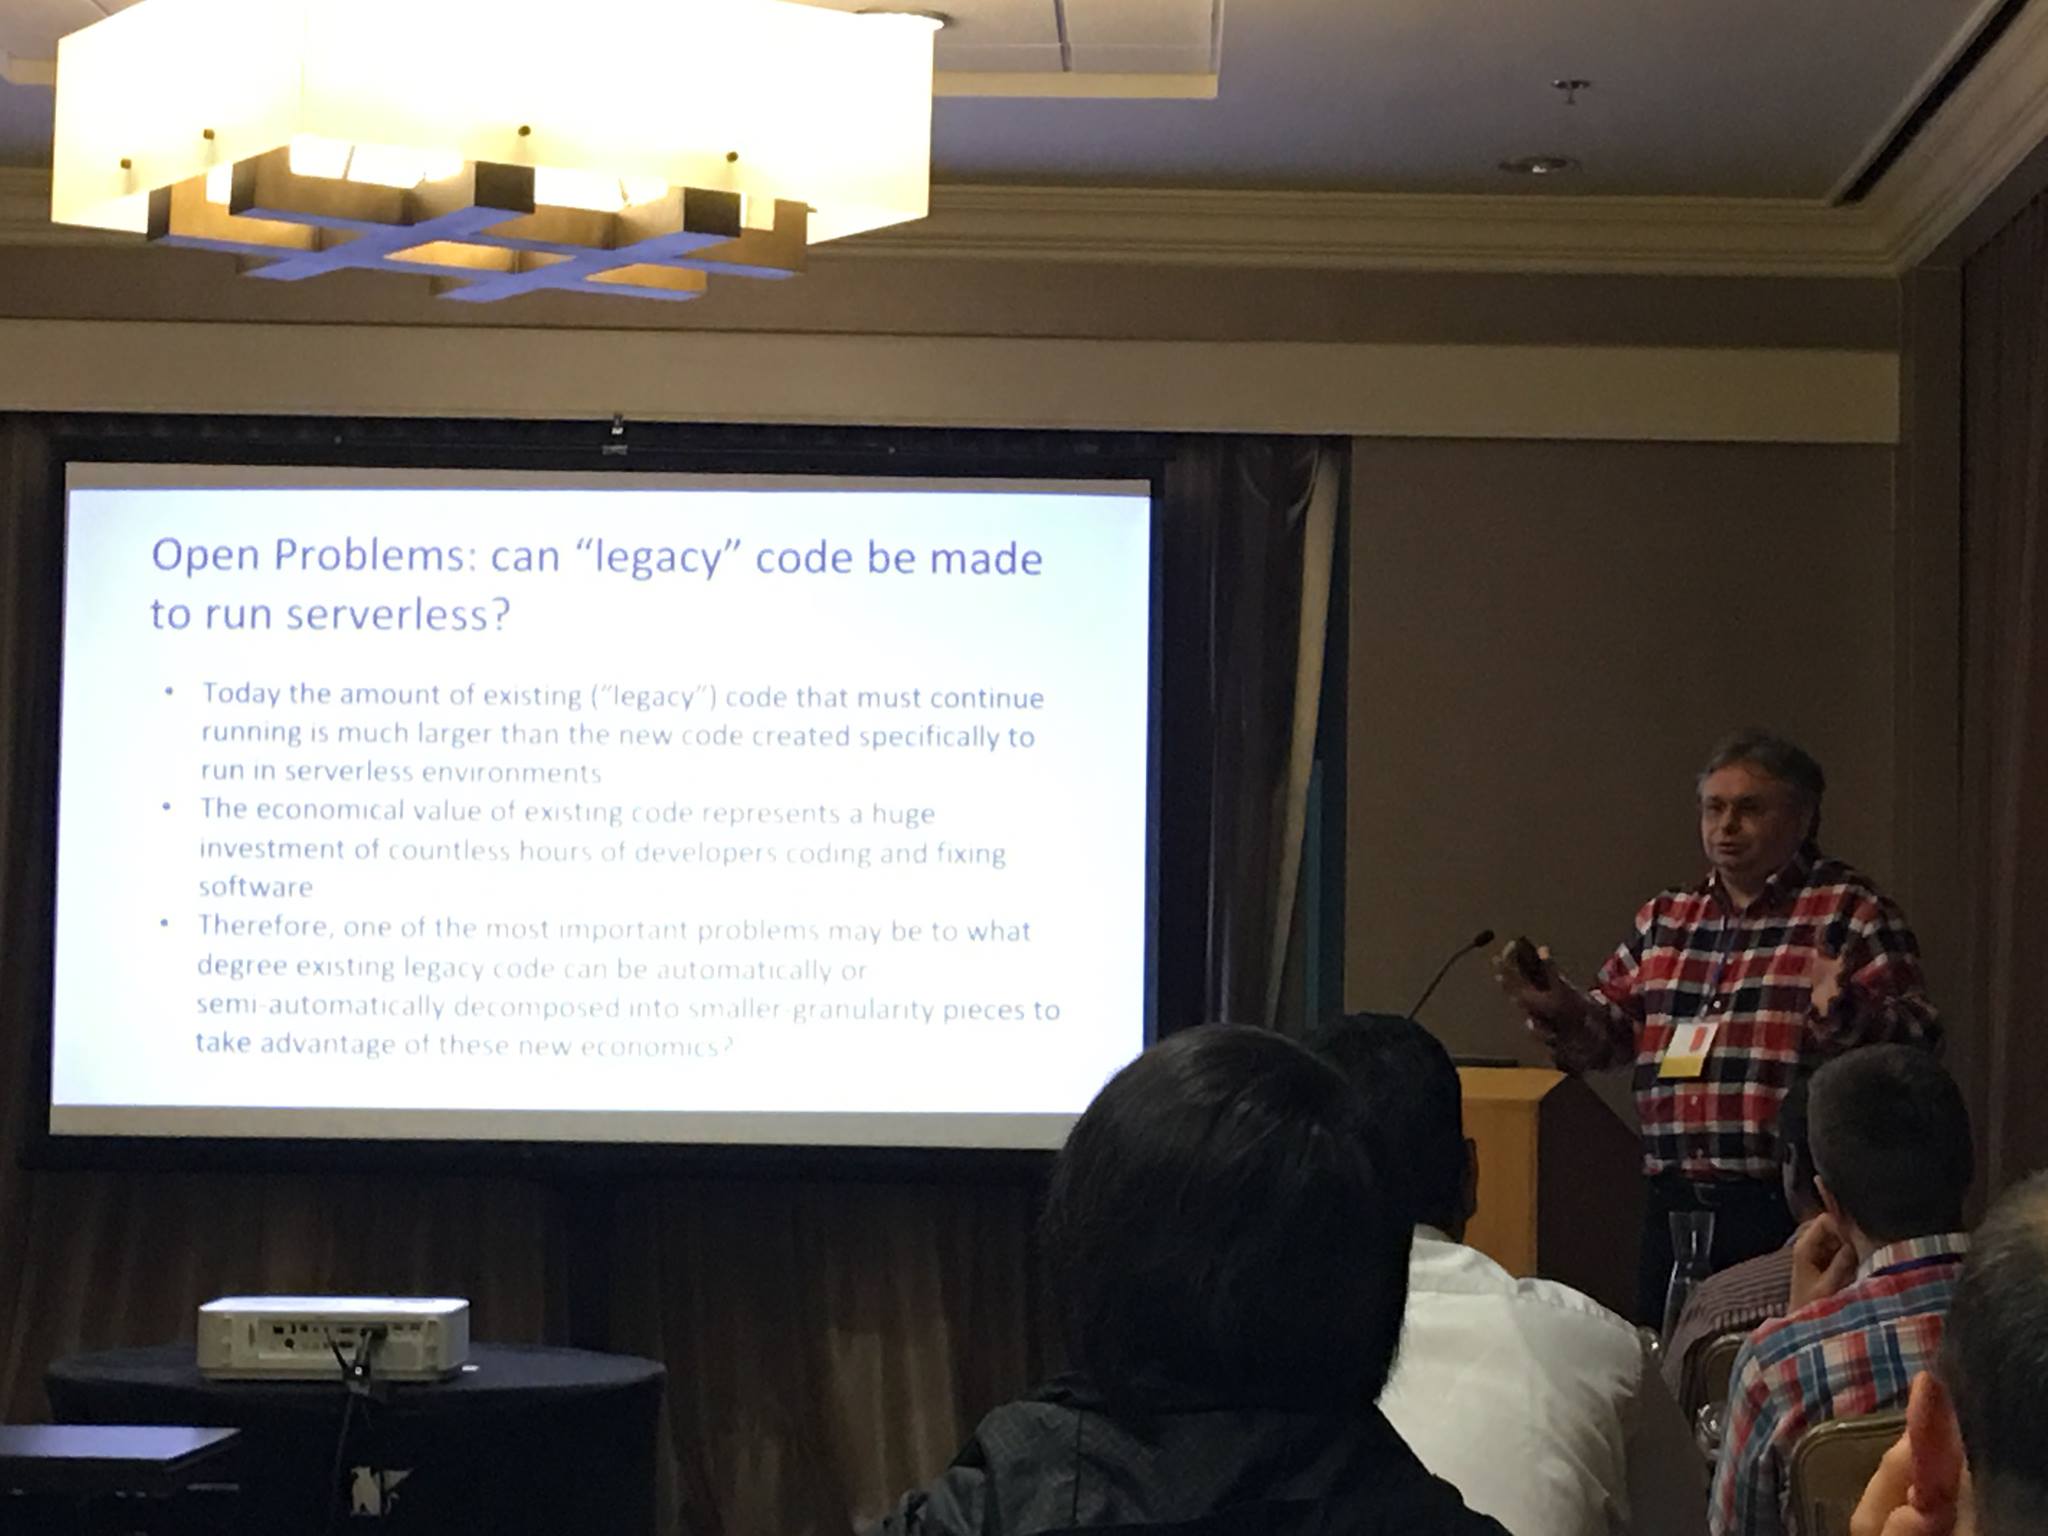 Open Problems: can “legacy” code be made
to run serverless?
• Today the amount of existing (“legacy”) code that must continue
running is much larger than the new code created specifically to
run in serverless environments
• The economical value of existing code represents a huge
investment of countless hours of developers coding and fixing
software
• Therefore, one of the most important problems may be to what
degree existing legacy code can be automatically or
semi-automatically decomposed into smaller-granularity pieces to
take advantage of these new economics?